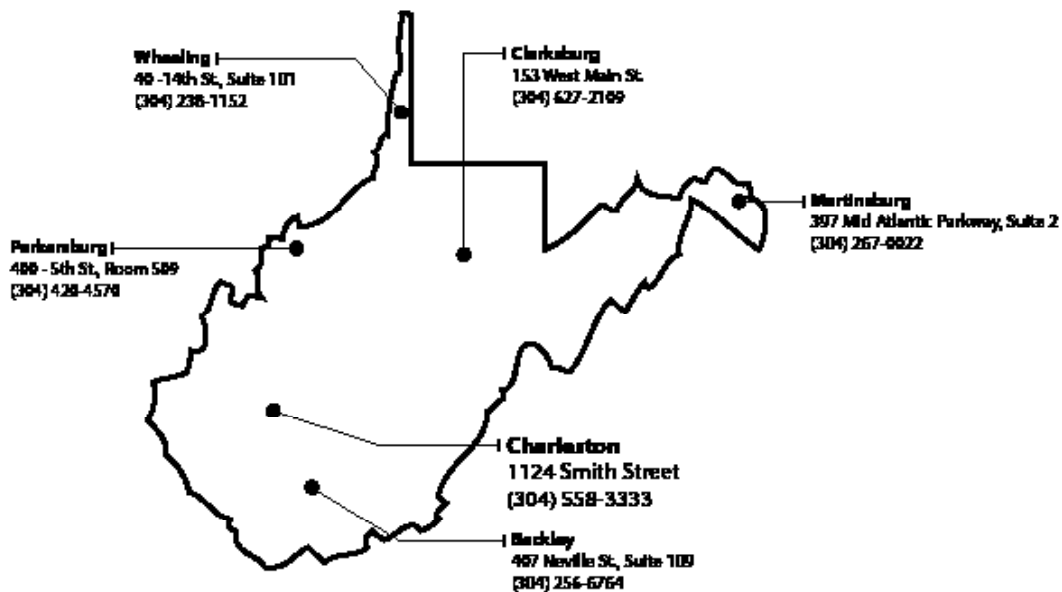 Wheeling
40 -14th St., Suite 101
(304) 238-1152
Clarksburg
153 West Main St.
(304) 627-2109
Martinsburg
397 Mid Atlantic Parkway, Suite 2
(304) 267-0022
Parkersburg
400 - 5th St., Room 509
(304) 420-4570
Charleston
1124 Smith Street
(304) 558-3333
Beckley
407 Neville St., Suite 109
(304) 256-6764